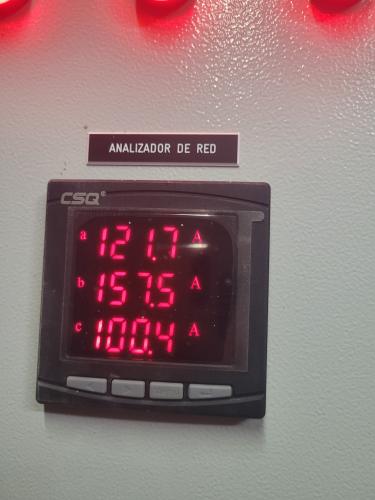 ANALIZADOR DE RED
CSQ
a 121.7 A
b 157.5 A
c 100.4 A